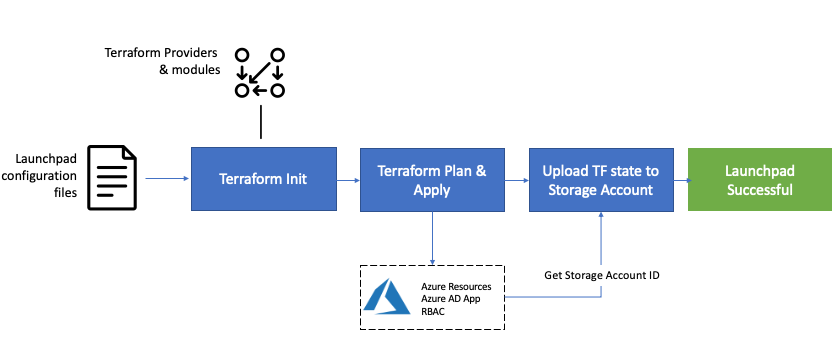 Terraform Providers
& modules
Launchpad
configuration
files
Terraform Init
Terraform Plan &
Apply
Upload TF state to
Storage Account
Launchpad
Successful
Azure Resources
Azure AD App
RBAC
Get Storage Account ID